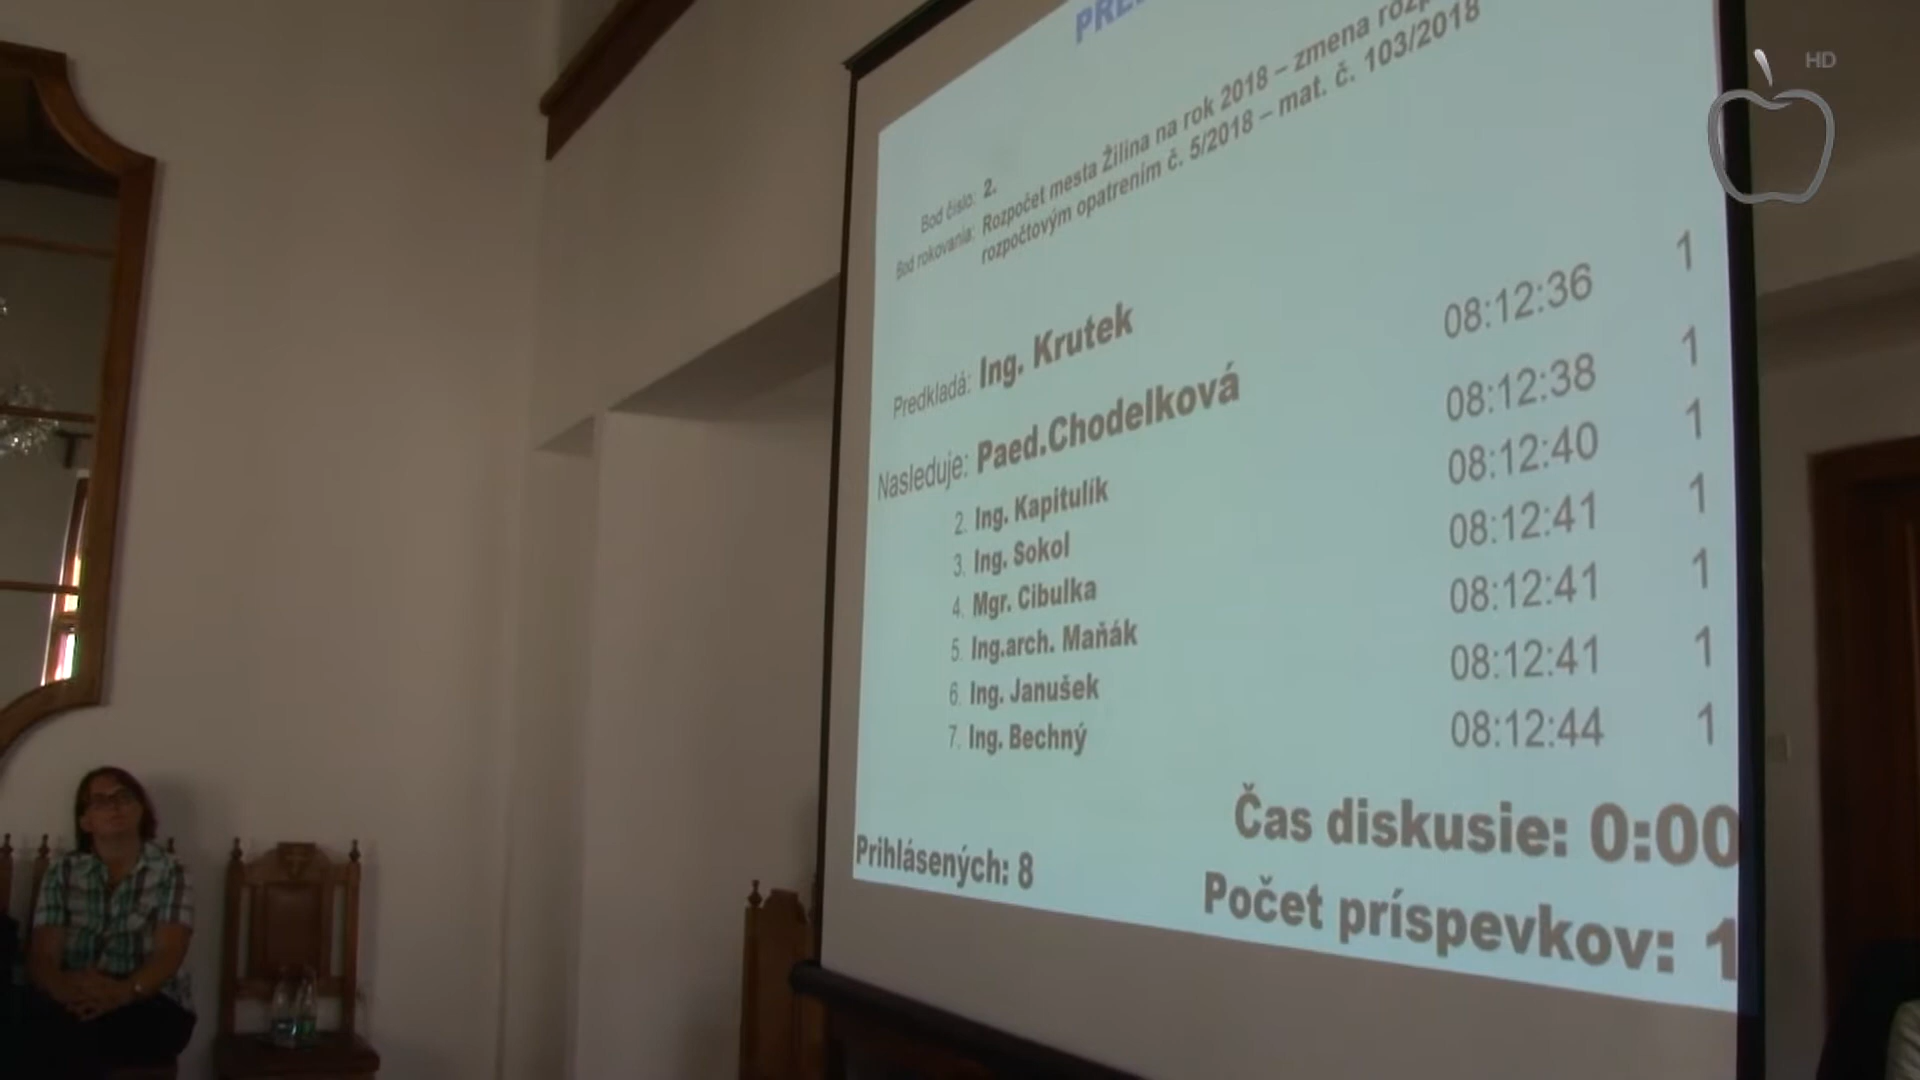 HD
Bod číslo: 2.
Bod rokovania: Rozpočet mesta Žilina na rok 2018 – zmena
rozpočtovým opatrením č. 5/2018 – mat. č. 103/2018
Predkladá: Ing. Krutek
Nasleduje: Paed.Chodelková 08:12:36 1
2. Ing. Kapitulík 08:12:38 1
3. Ing. Sokol 08:12:40 1
4. Mgr. Cibulka 08:12:41 1
5. Ing.arch. Maňák 08:12:41 1
6. Ing. Janušek 08:12:41 1
7. Ing. Bechný 08:12:44 1
Čas diskusie: 0:00
Prihlásených: 8
Počet príspevkov: 1